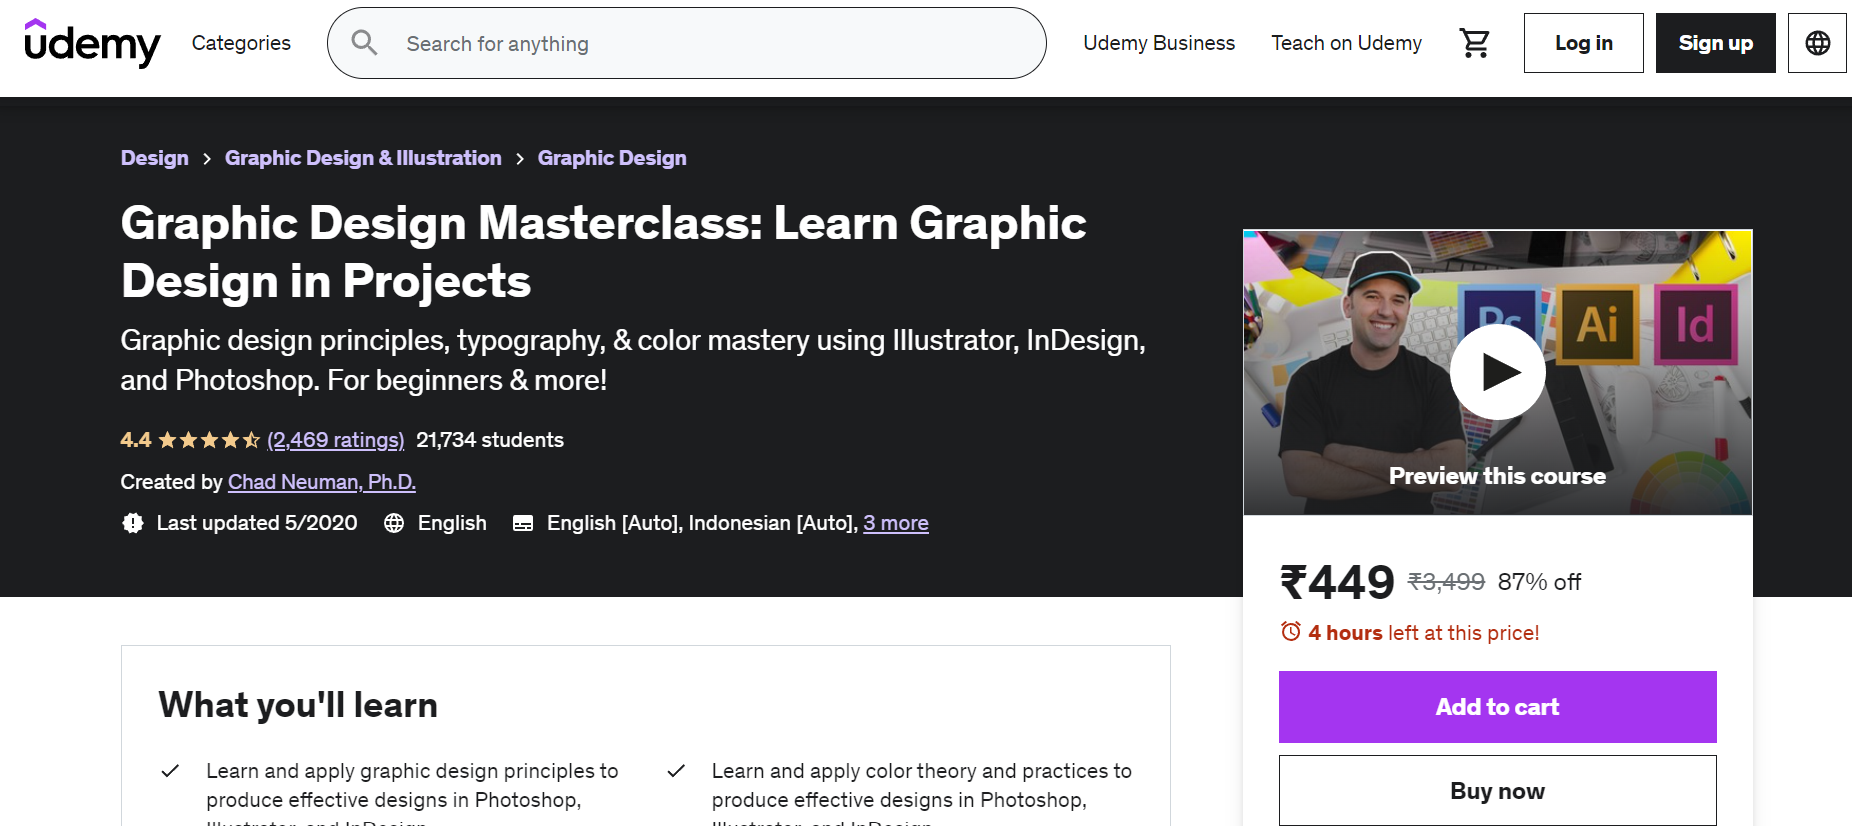 udemy
Categories
Search for anything
Udemy Business
Teach on Udemy
Log in
Sign up
Design > Graphic Design & Illustration > Graphic Design
Graphic Design Masterclass: Learn Graphic
Design in Projects
Graphic design principles, typography, & color mastery using Illustrator, InDesign,
and Photoshop. For beginners & more!
4.4 (2,469 ratings) 21,734 students
Created by Chad Neuman, Ph.D.
Last updated 5/2020 English English [Auto], Indonesian [Auto], 3 more
Ps Ai Id
Preview this course
₹449 ₹3,499 87% off
4 hours left at this price!
Add to cart
Buy now
What you'll learn
Learn and apply graphic design principles to
produce effective designs in Photoshop,
Illustrator, and InDesign
Learn and apply color theory and practices to
produce effective designs in Photoshop,
Illustrator, and InDesign